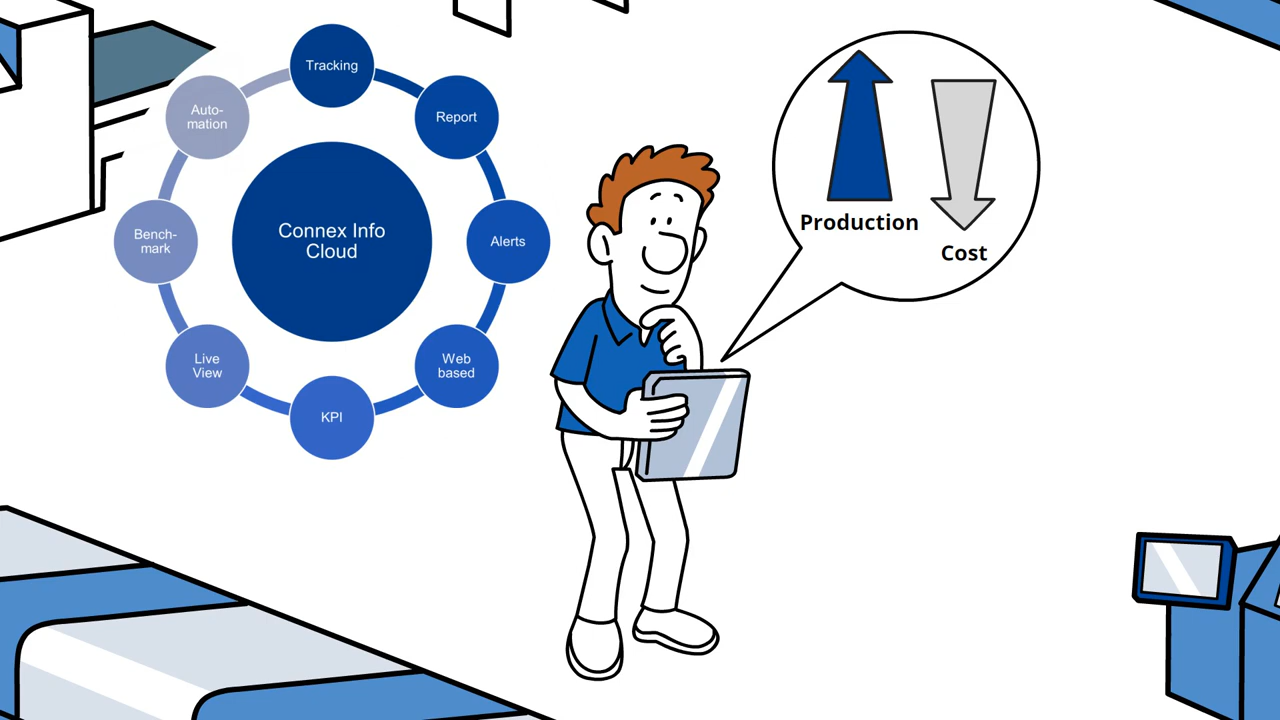 Tracking
Report
Alerts
Web
based
KPI
Live
View
Bench-
mark
Auto-
mation
Connex Info
Cloud
Production
Cost